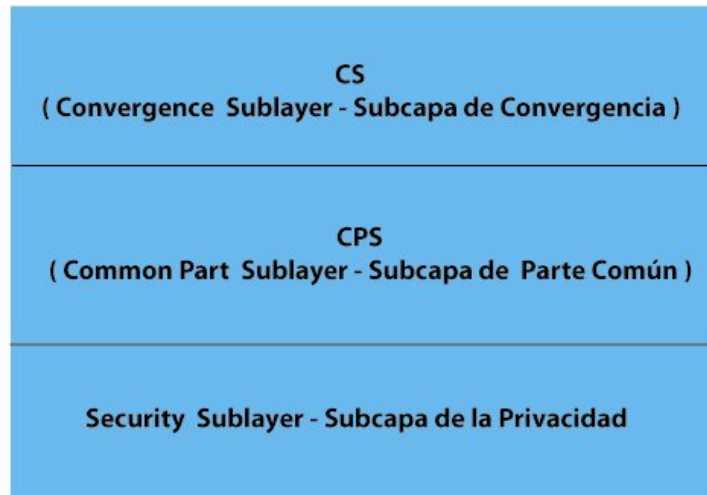 CS
( Convergence Sublayer - Subcapa de Convergencia )
CPS
( Common Part Sublayer - Subcapa de Parte Común )
Security Sublayer - Subcapa de la Privacidad